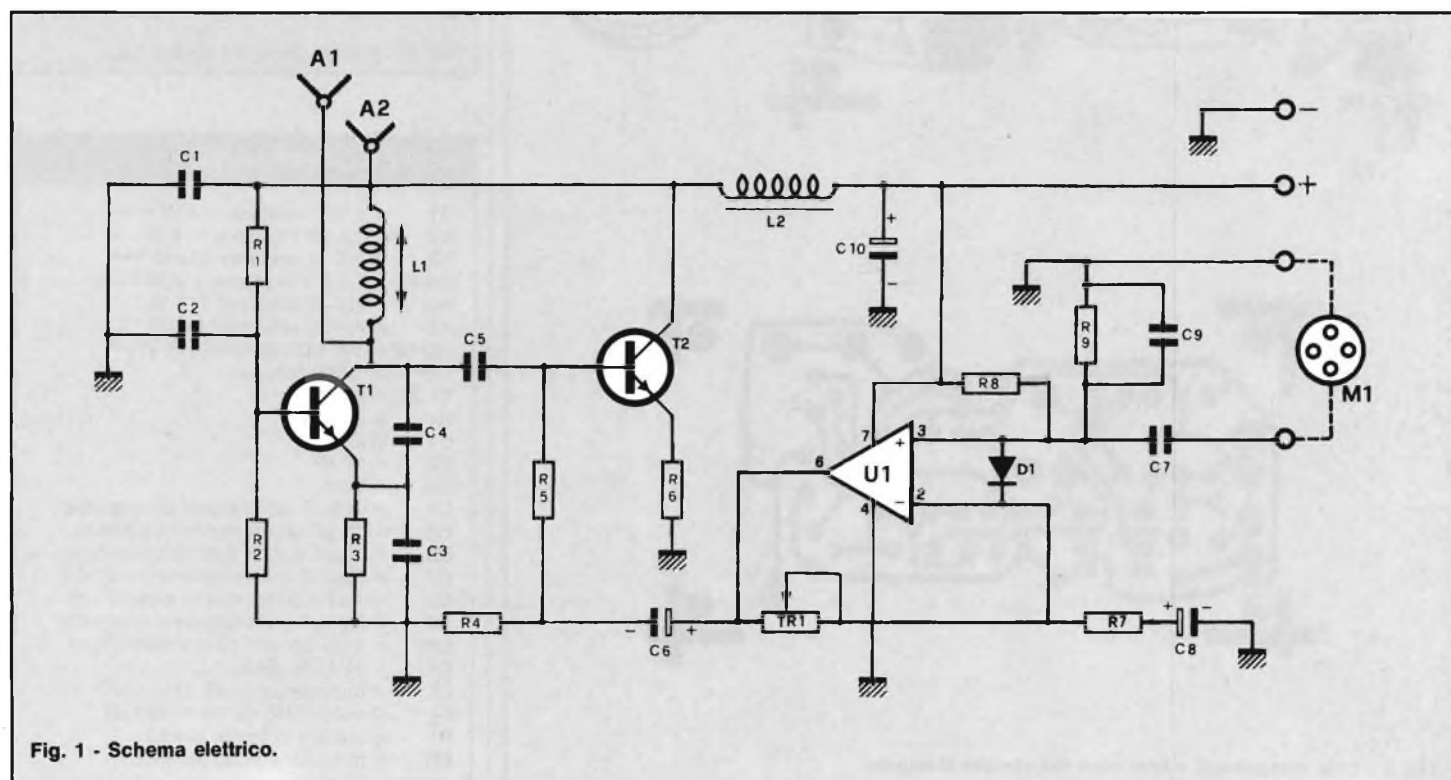 A1
A2
C1
–
+
L2
R1
L1
C10
+
–
C2
C5
T2
R9
C9
M1
T1
R8
C4
7
3
+
6
U1
D1
C7
R5
R6
4
–
2
R2
R3
C3
R4
–
C6
+
TR1
R7
+
–
C8
Fig. 1 - Schema elettrico.